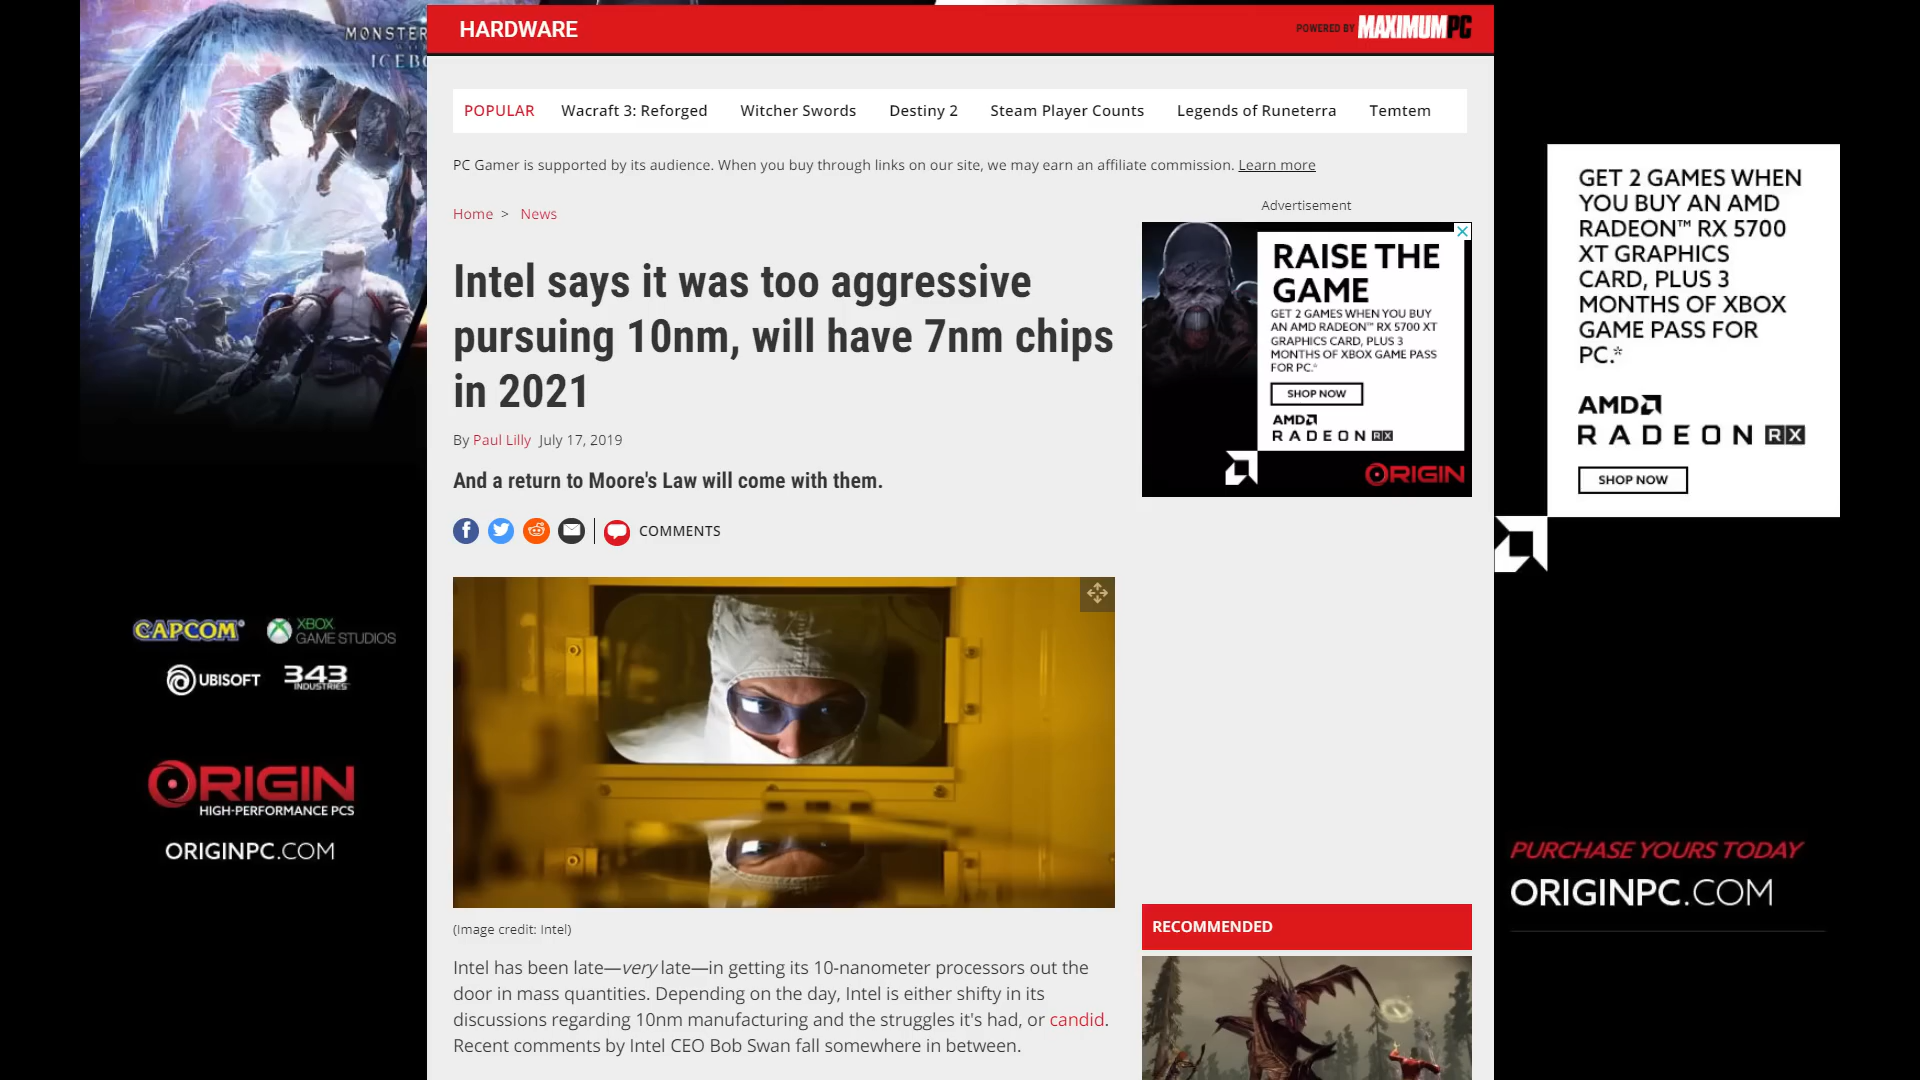 MONSTER
ICEBO
HARDWARE
POWERED BY MAXIMUMPC
POPULAR Wacraft 3: Reforged Witcher Swords Destiny 2 Steam Player Counts Legends of Runeterra Temtem
PC Gamer is supported by its audience. When you buy through links on our site, we may earn an affiliate commission. Learn more
Home > News
Intel says it was too aggressive
pursuing 10nm, will have 7nm chips
in 2021
By Paul Lilly July 17, 2019
And a return to Moore's Law will come with them.
COMMENTS
(Image credit: Intel)
Intel has been late—very late—in getting its 10-nanometer processors out the
door in mass quantities. Depending on the day, Intel is either shifty in its
discussions regarding 10nm manufacturing and the struggles it's had, or candid.
Recent comments by Intel CEO Bob Swan fall somewhere in between.
Advertisement
RAISE THE
GAME
GET 2 GAMES WHEN YOU BUY
AN AMD RADEON™ RX 5700 XT
GRAPHICS CARD, PLUS 3
MONTHS OF XBOX GAME PASS
FOR PC.*
SHOP NOW
AMD
RADEON RX
ORIGIN
RECOMMENDED
CAPCOM
XBOX
GAME STUDIOS
UBISOFT
343
INDUSTRIES
ORIGIN
HIGH-PERFORMANCE PCS
ORIGINPC.COM
GET 2 GAMES WHEN
YOU BUY AN AMD
RADEON™ RX 5700
XT GRAPHICS
CARD, PLUS 3
MONTHS OF XBOX
GAME PASS FOR
PC.*
AMD
RADEON RX
SHOP NOW
PURCHASE YOURS TODAY
ORIGINPC.COM